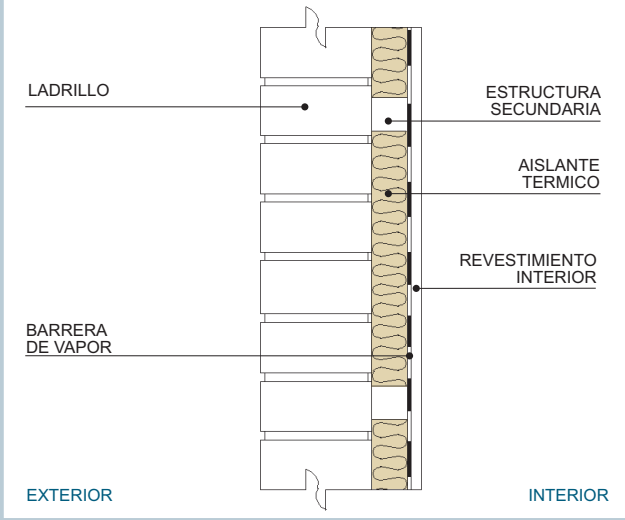 LADRILLO
ESTRUCTURA
SECUNDARIA
AISLANTE
TERMICO
REVESTIMIENTO
INTERIOR
BARRERA
DE VAPOR
EXTERIOR
INTERIOR